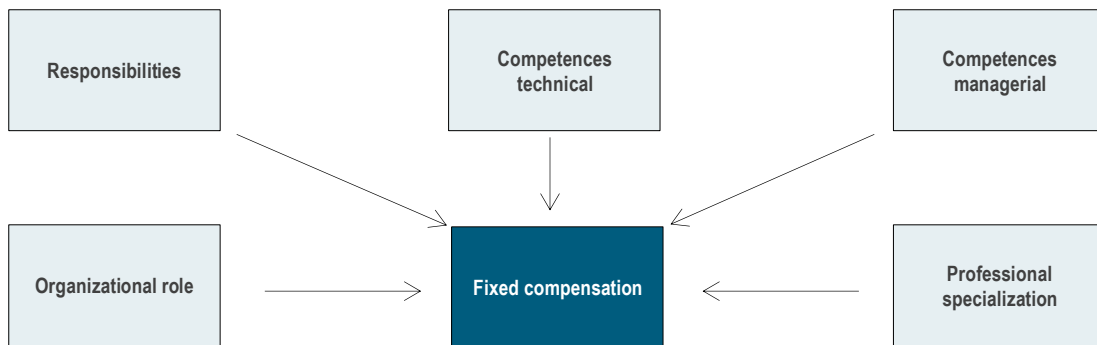 Responsibilities
Competences
technical
Competences
managerial
Organizational role
Fixed compensation
Professional
specialization